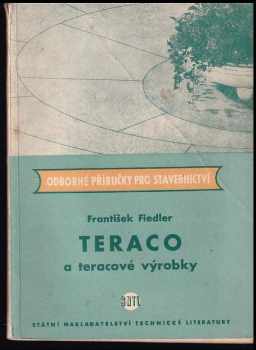 ODBORNÉ PŘÍRUČKY PRO STAVEBNICTVÍ
František Fiedler
TERACO
a teracové výrobky
SNTL
STÁTNÍ NAKLADATELSTVÍ TECHNICKÉ LITERATURY